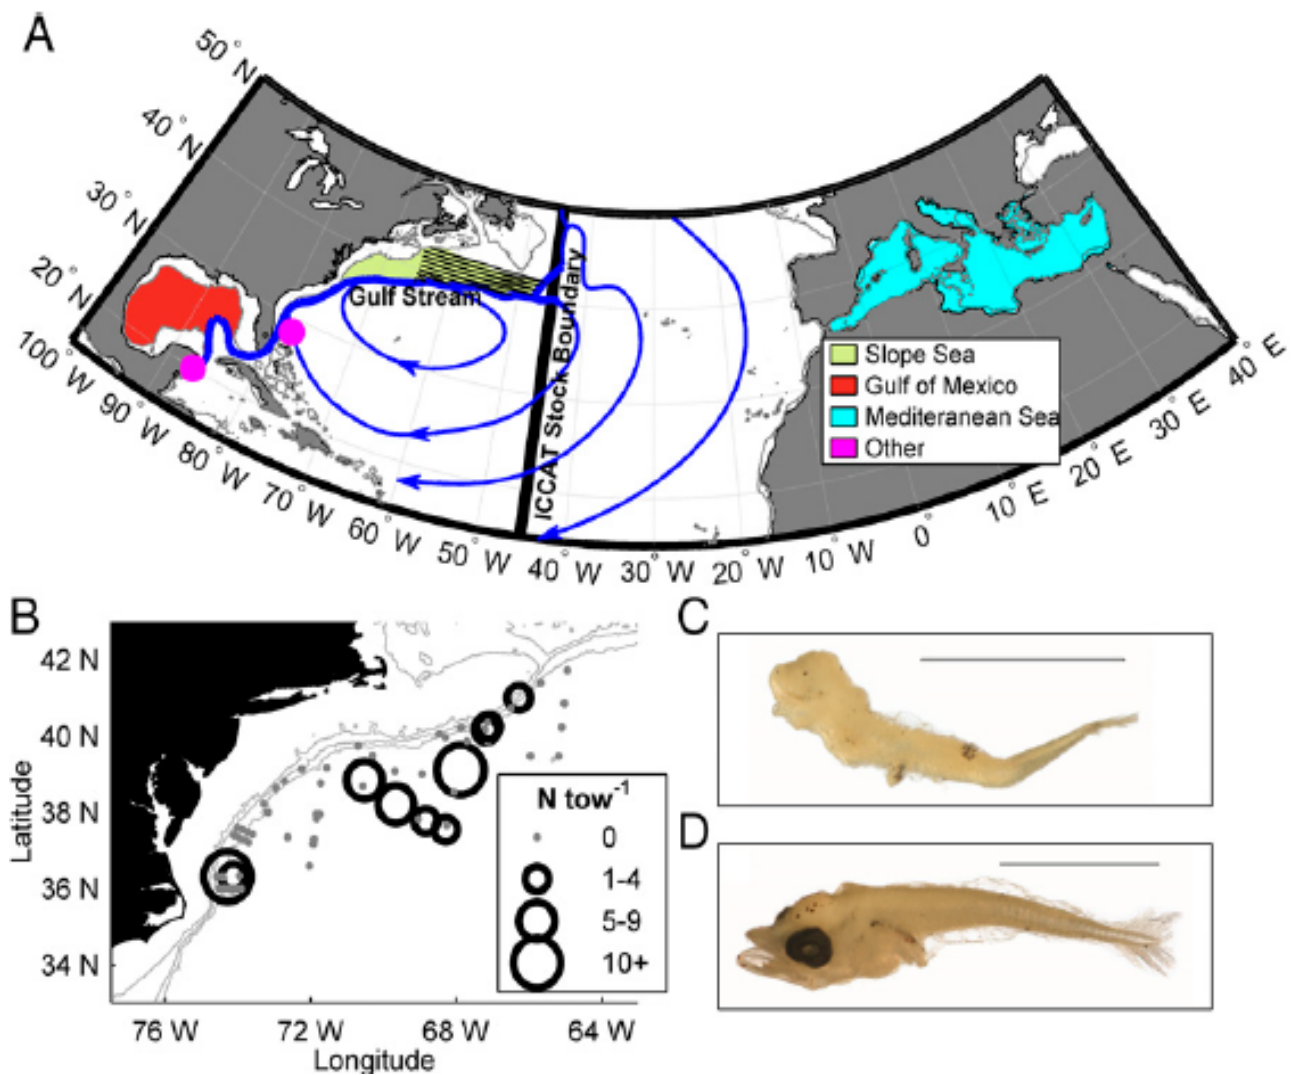 A
50° N
40° N
30° N
20° N
100° W
90° W
80° W
70° W
60° W
50° W
40° W
30° W
20° W
10° W
0°
10° E
20° E
30° E
40° E
Gulf Stream
ICCAT Stock Boundary
Slope Sea
Gulf of Mexico
Mediteranean Sea
Other
B
42 N
40 N
38 N
36 N
34 N
Latitude
76 W
72 W
68 W
64 W
Longitude
N tow⁻¹
0
1-4
5-9
10+
C
D